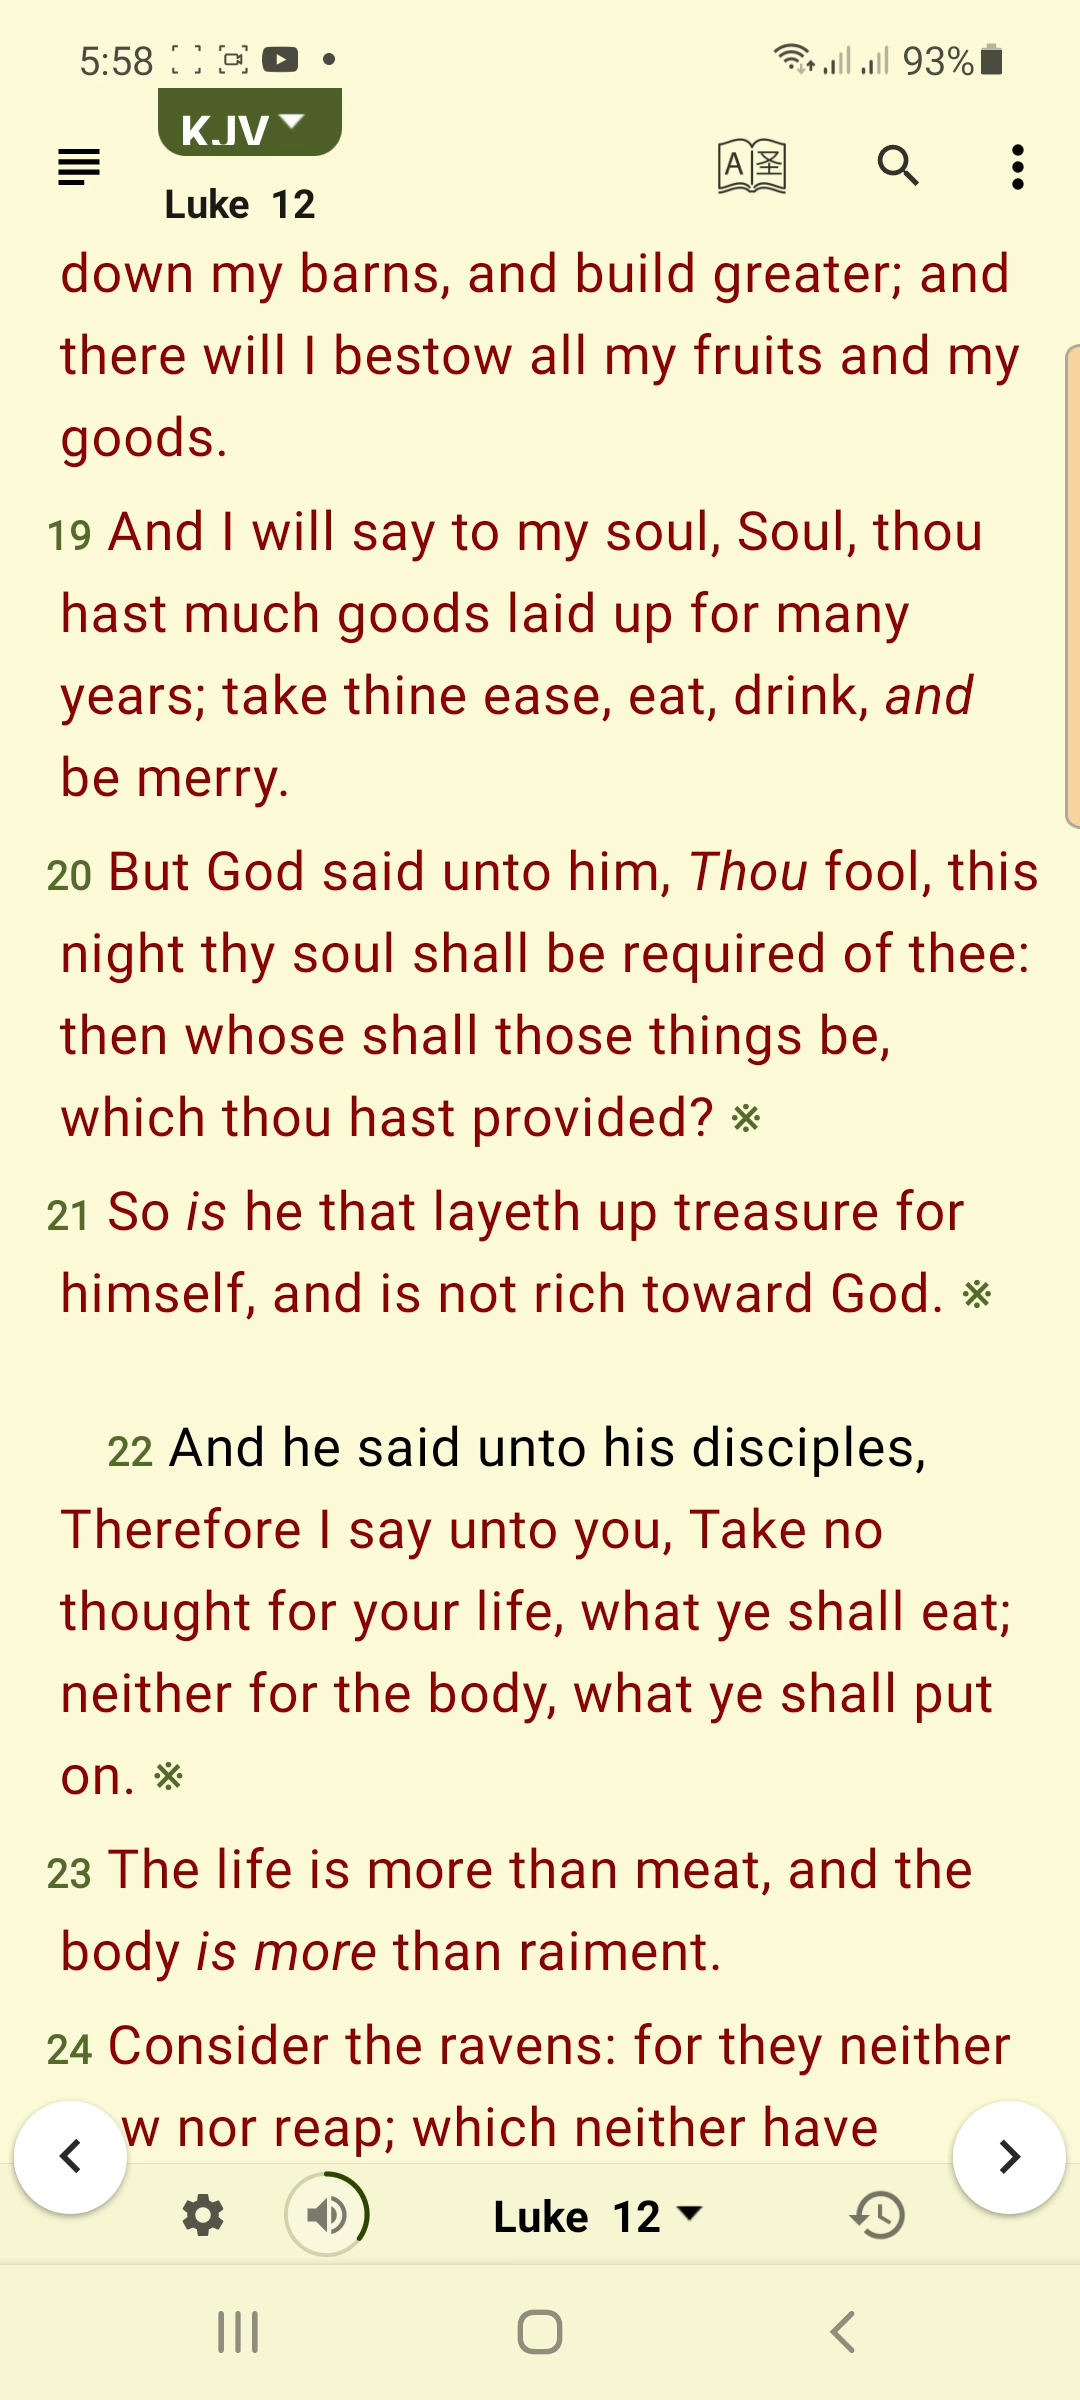 5:58 93%
KJV
Luke 12
down my barns, and build greater; and
there will I bestow all my fruits and my
goods.
19 And I will say to my soul, Soul, thou
hast much goods laid up for many
years; take thine ease, eat, drink, and
be merry.
20 But God said unto him, Thou fool, this
night thy soul shall be required of thee:
then whose shall those things be,
which thou hast provided? ※
21 So is he that layeth up treasure for
himself, and is not rich toward God. ※
22 And he said unto his disciples,
Therefore I say unto you, Take no
thought for your life, what ye shall eat;
neither for the body, what ye shall put
on. ※
23 The life is more than meat, and the
body is more than raiment.
24 Consider the ravens: for they neither
w nor reap; which neither have
Luke 12